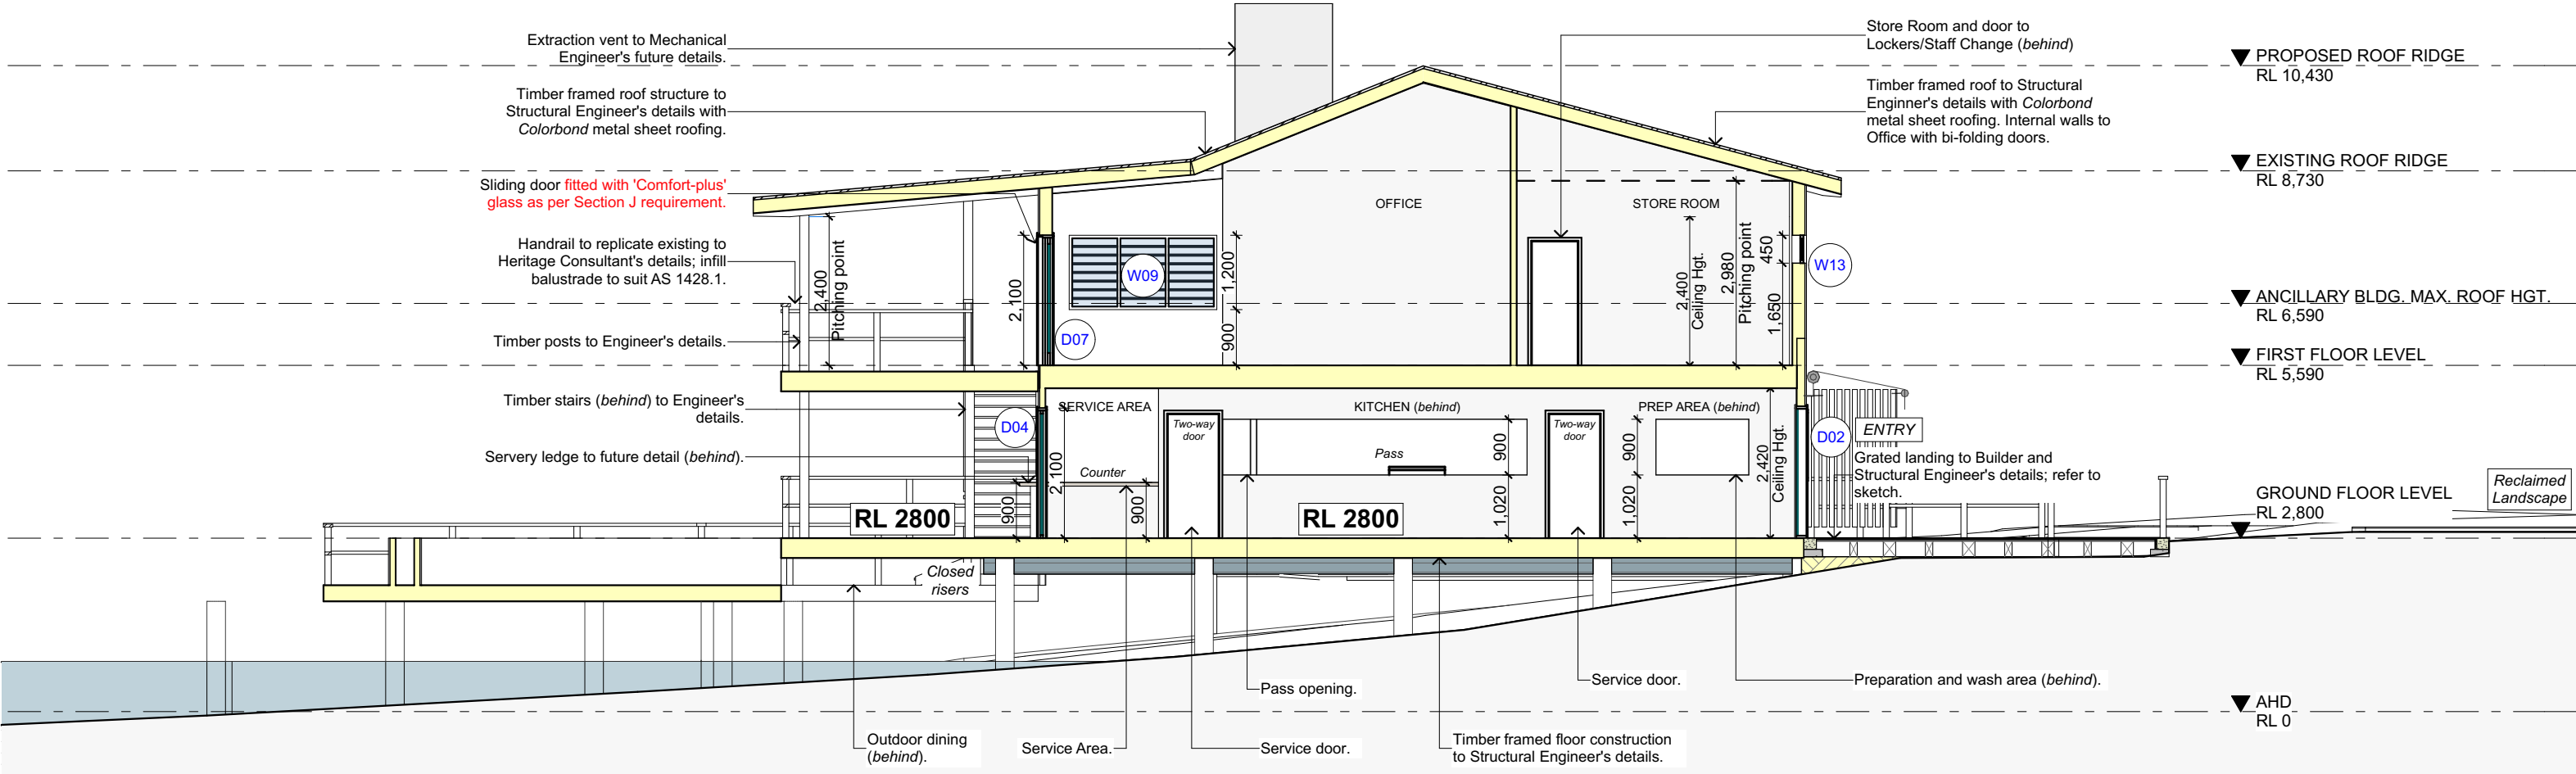 Extraction vent to Mechanical
Engineer's future details.
Timber framed roof structure to
Structural Engineer's details with
Colorbond metal sheet roofing.
Sliding door fitted with 'Comfort-plus'
glass as per Section J requirement.
Handrail to replicate existing to
Heritage Consultant's details; infill
balustrade to suit AS 1428.1.
Timber posts to Engineer's details.
Timber stairs (behind) to Engineer's
details.
Servery ledge to future detail (behind).
Store Room and door to
Lockers/Staff Change (behind)
Timber framed roof to Structural
Enginner's details with Colorbond
metal sheet roofing. Internal walls to
Office with bi-folding doors.
PROPOSED ROOF RIDGE
RL 10,430
EXISTING ROOF RIDGE
RL 8,730
ANCILLARY BLDG. MAX. ROOF HGT.
RL 6,590
FIRST FLOOR LEVEL
RL 5,590
GROUND FLOOR LEVEL
RL 2,800
AHD
RL 0
Reclaimed
Landscape
OFFICE
STORE ROOM
2,400
Pitching point
2,100
D07
W09
1,200
900
2,400
Ceiling Hgt.
2,980
Pitching point
450
1,650
W13
SERVICE AREA
KITCHEN (behind)
PREP AREA (behind)
D04
2,100
900
Counter
900
Two-way
door
Pass
900
1,020
Two-way
door
900
1,020
2,420
Ceiling Hgt.
D02
ENTRY
Grated landing to Builder and
Structural Engineer's details; refer to
sketch.
RL 2800
RL 2800
Closed
risers
Outdoor dining
(behind).
Service Area.
Service door.
Pass opening.
Timber framed floor construction
to Structural Engineer's details.
Service door.
Preparation and wash area (behind).